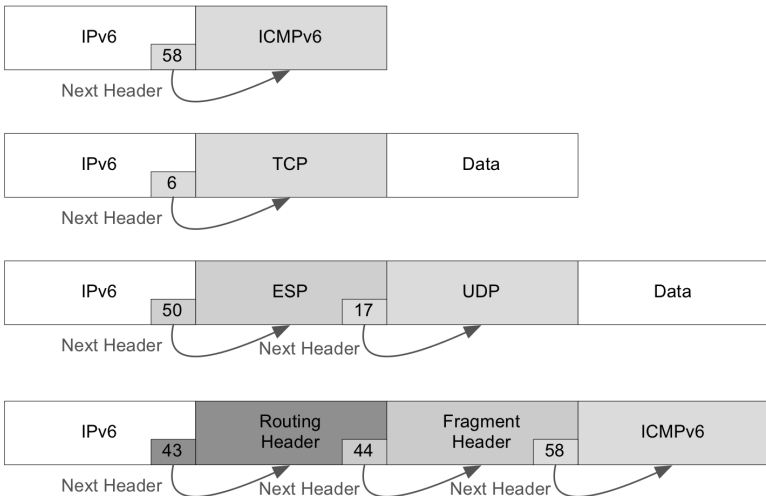 IPv6
ICMPv6
58
Next Header
IPv6
TCP
Data
6
Next Header
IPv6
ESP
UDP
Data
50
17
Next Header
Next Header
IPv6
Routing
Header
Fragment
Header
ICMPv6
43
44
58
Next Header
Next Header
Next Header